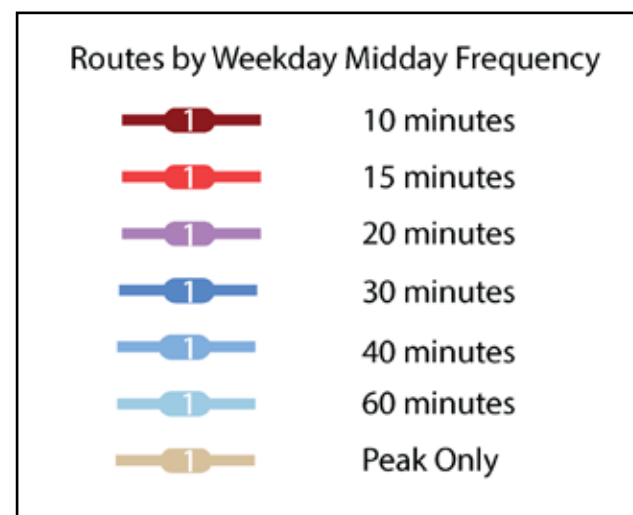 Routes by Weekday Midday Frequency
1 10 minutes
1 15 minutes
1 20 minutes
1 30 minutes
1 40 minutes
1 60 minutes
1 Peak Only